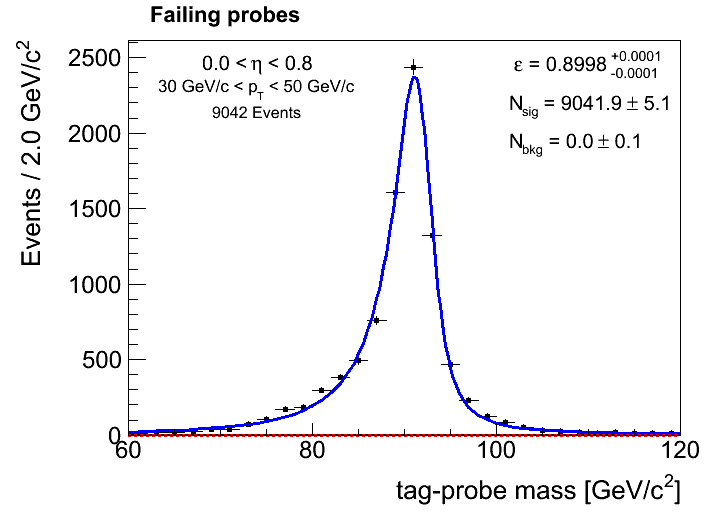 Failing probes
0.0 < η < 0.8
30 GeV/c < p_T < 50 GeV/c
9042 Events
ε = 0.8998 +0.0001 -0.0001
N_sig = 9041.9 ± 5.1
N_bkg = 0.0 ± 0.1
Events / 2.0 GeV/c²
2500
2000
1500
1000
500
0
60 80 100 120
tag-probe mass [GeV/c²]